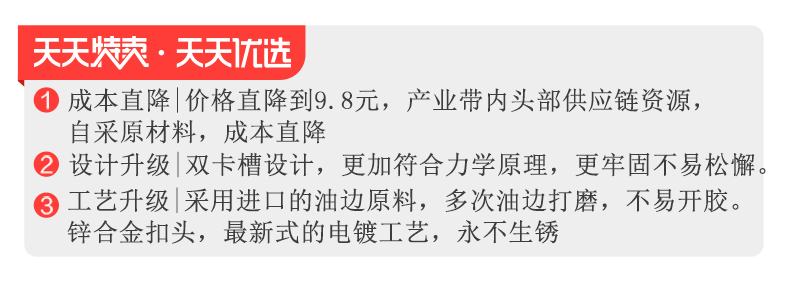 天天特卖·天天优选
1 成本直降|价格直降到9.8元，产业带内头部供应链资源，
自采原材料，成本直降
2 设计升级|双卡槽设计，更加符合力学原理，更牢固不易松懈。
3 工艺升级|采用进口的油边原料，多次油边打磨，不易开胶。
锌合金扣头，最新式的电镀工艺，永不生锈